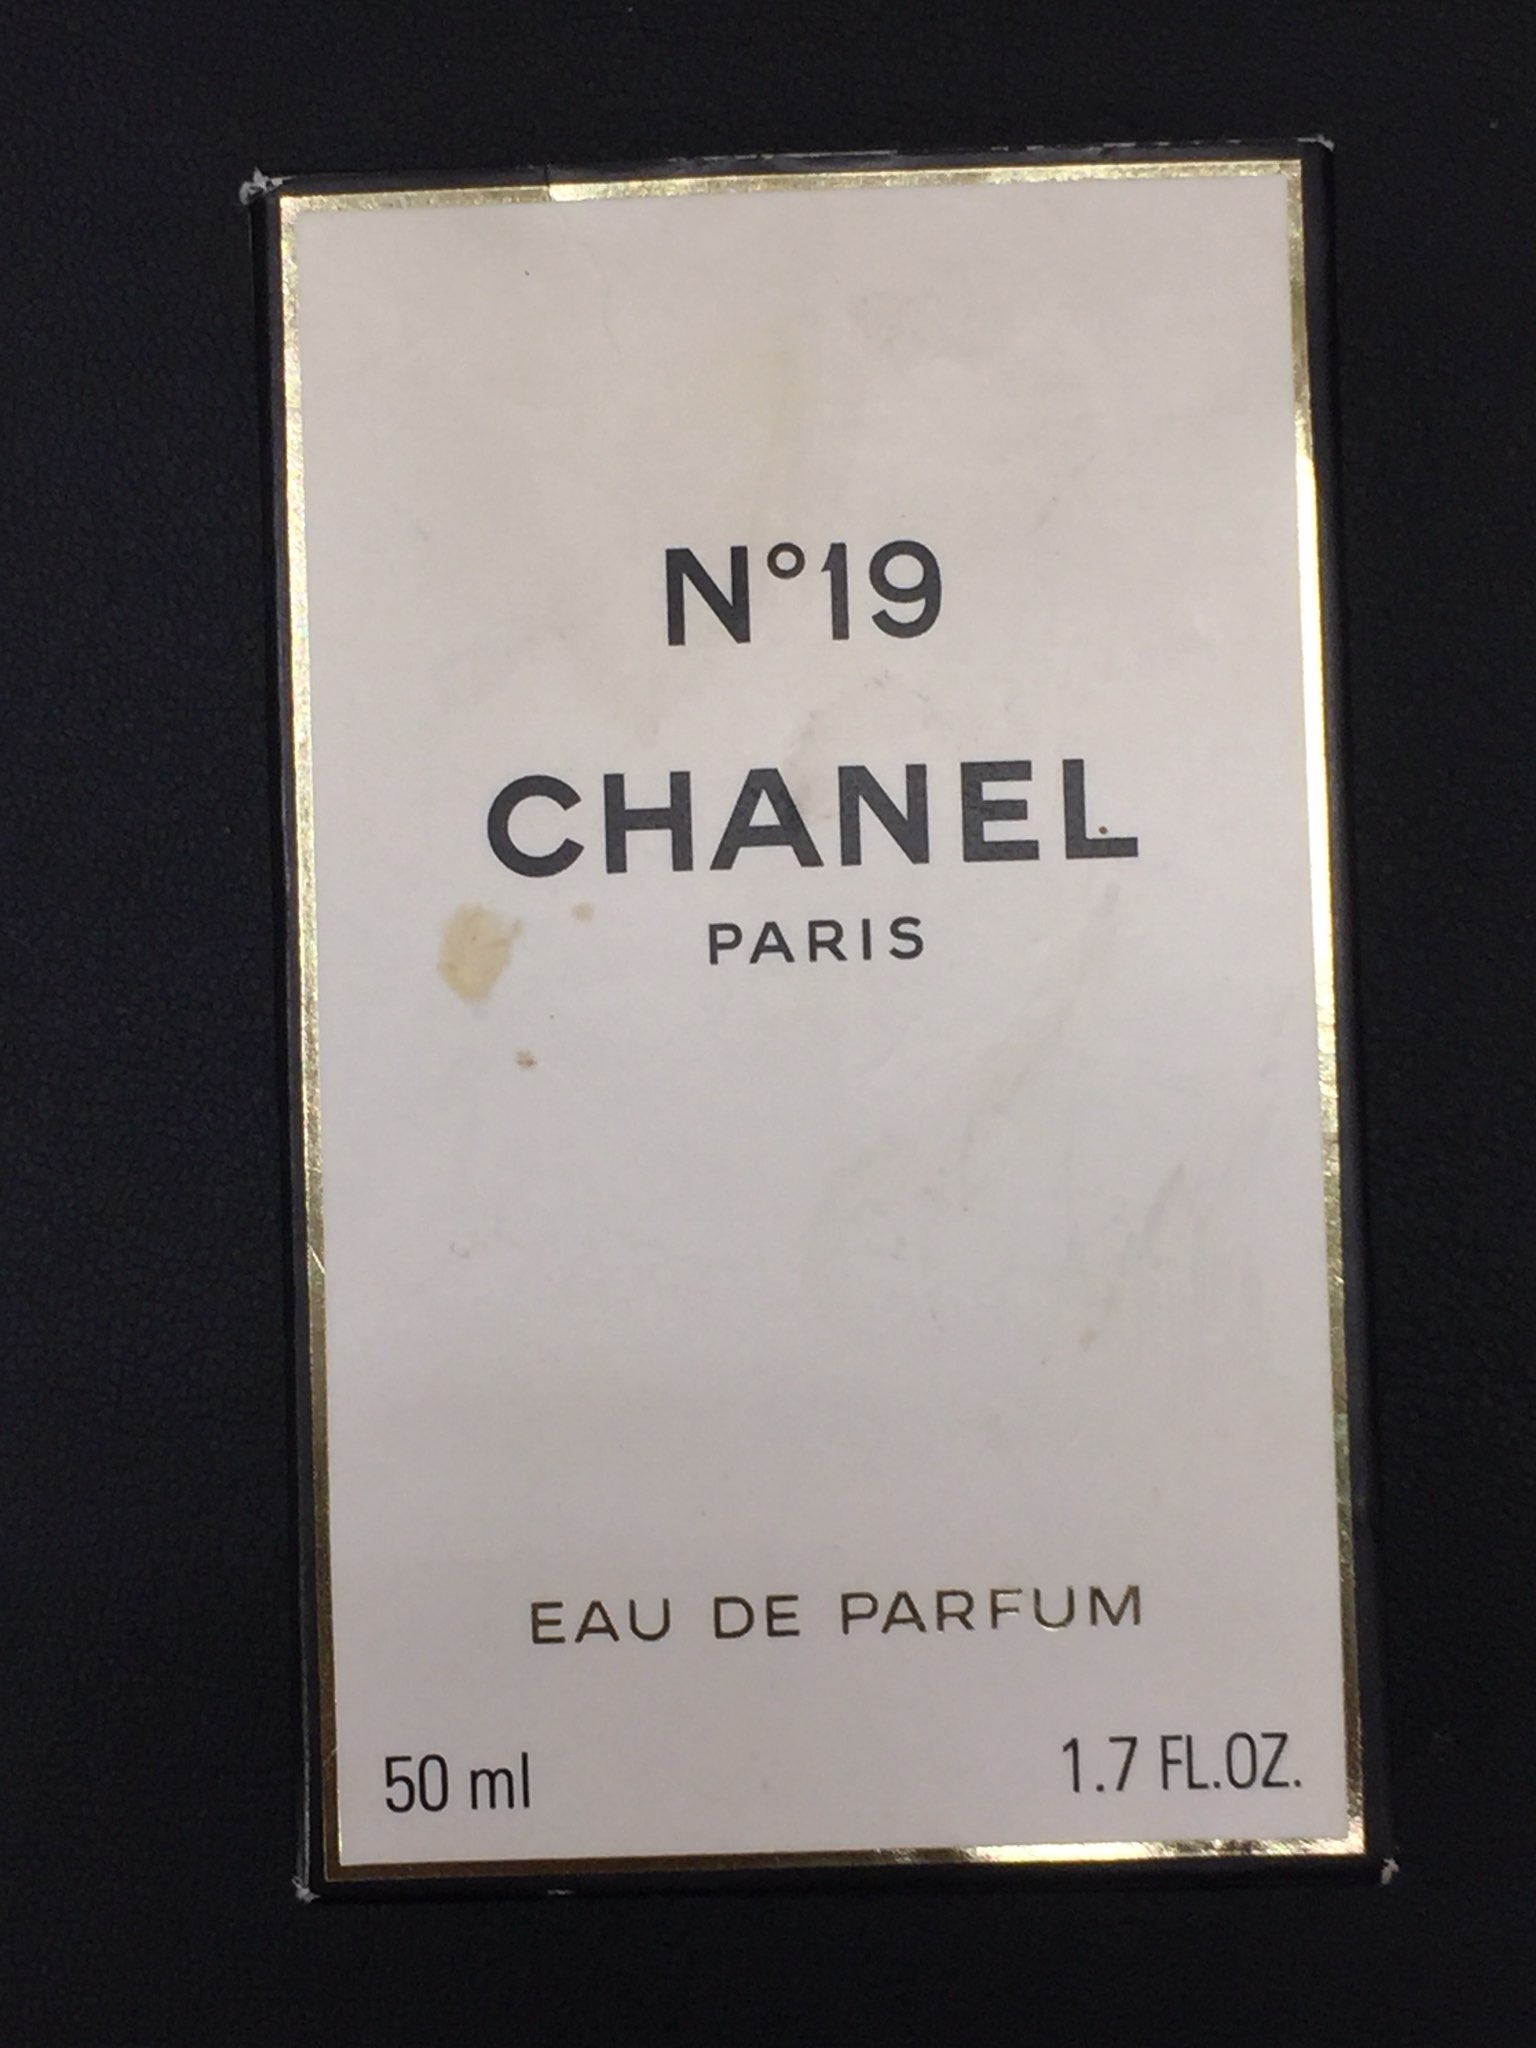 N°19
CHANEL
PARIS
EAU DE PARFUM
50 ml 1.7 FL.OZ.